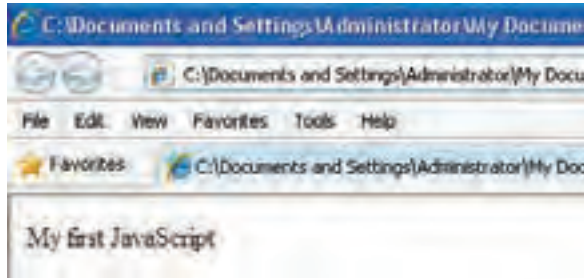 C:\Documents and Settings\Administrator\My Docume
C:\Documents and Settings\Administrator\My Docu
File Edit View Favorites Tools Help
Favorites C:\Documents and Settings\Administrator\My Doc
My first JavaScript